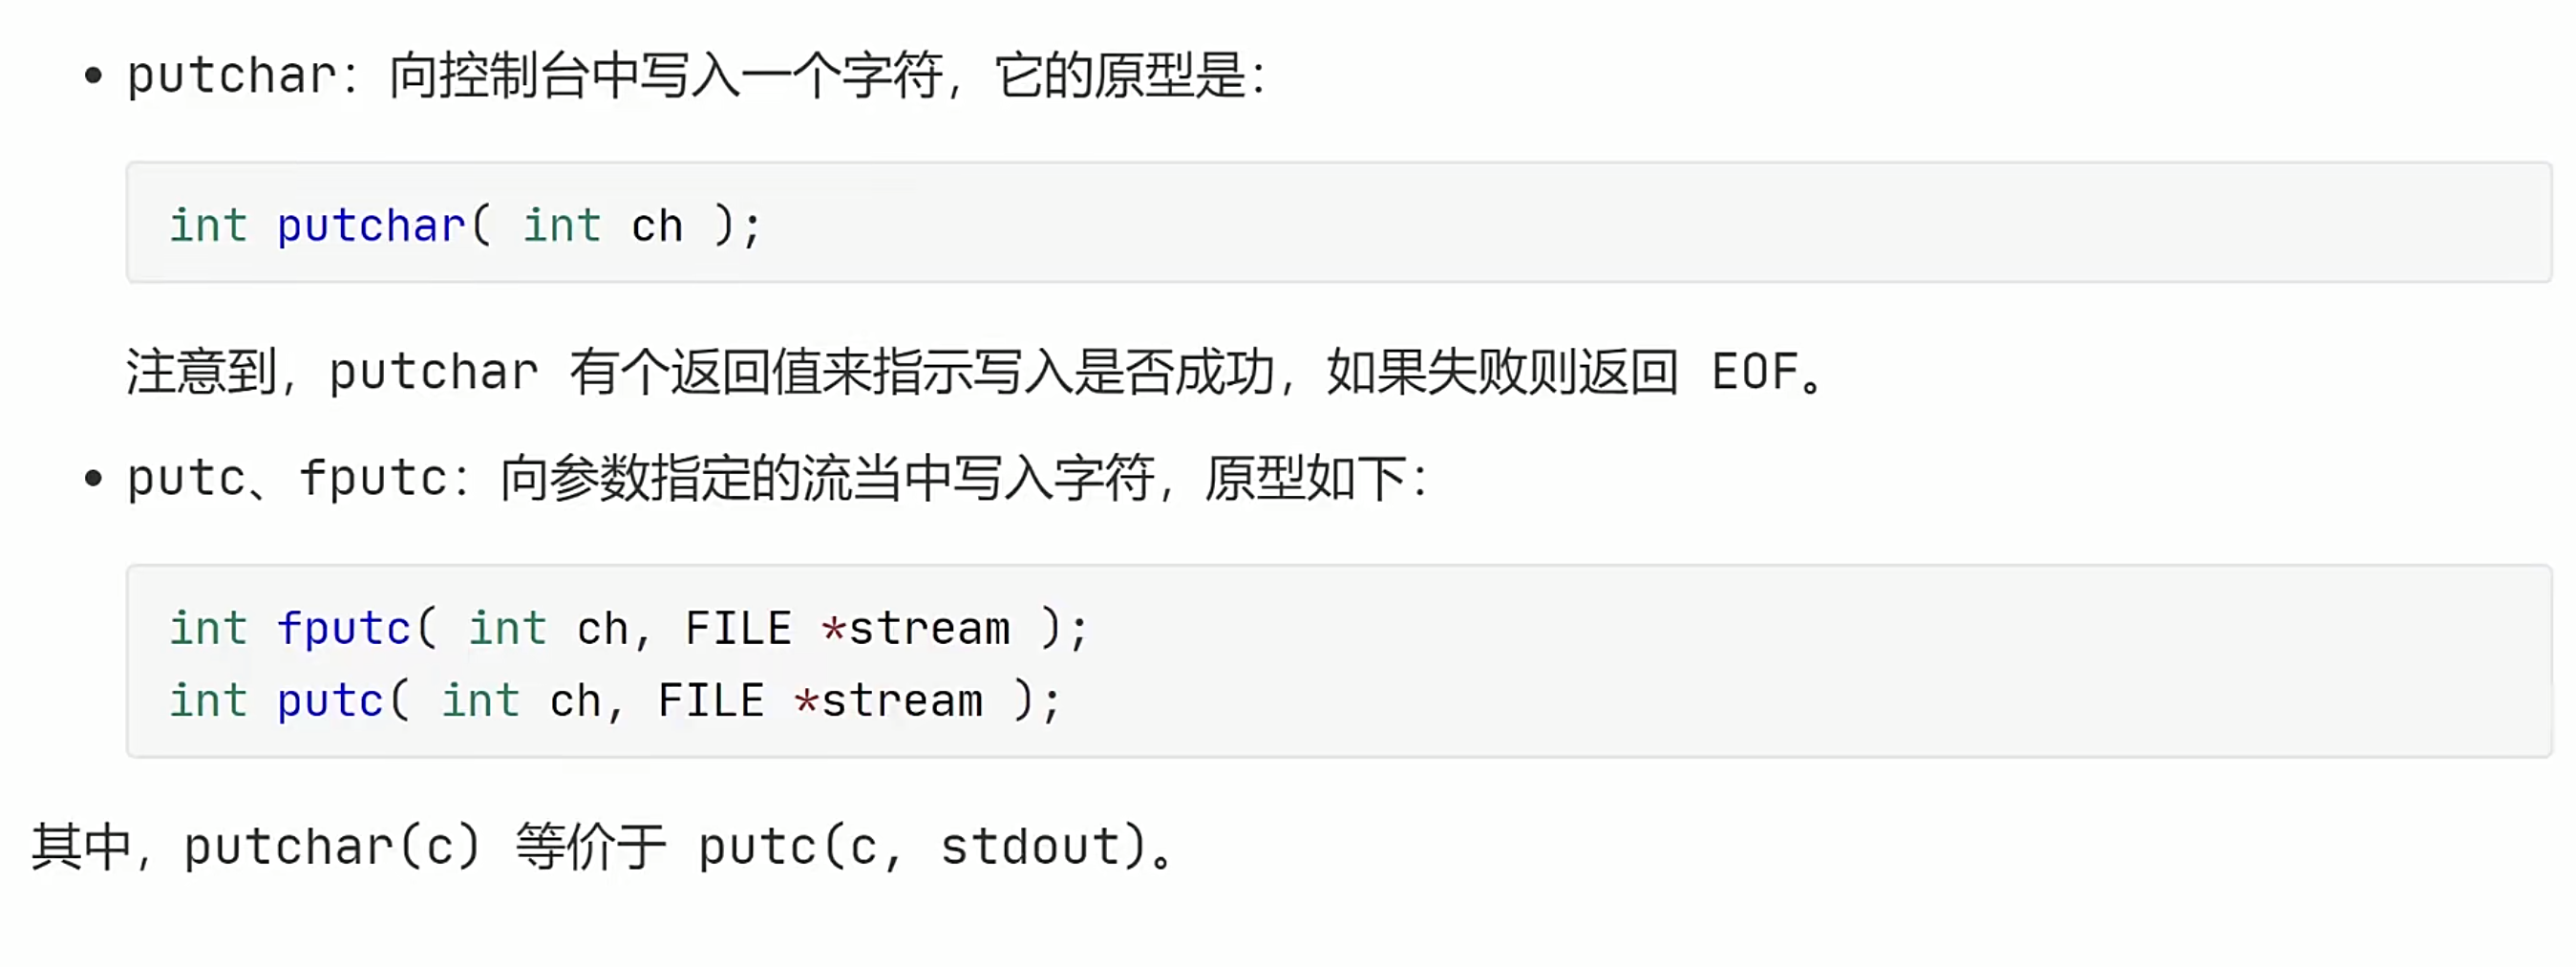 • putchar：向控制台中写入一个字符，它的原型是：
int putchar( int ch );
注意到，putchar 有个返回值来指示写入是否成功，如果失败则返回 EOF。
• putc、fputc：向参数指定的流当中写入字符，原型如下：
int fputc( int ch, FILE *stream );
int putc( int ch, FILE *stream );
其中，putchar(c) 等价于 putc(c, stdout)。